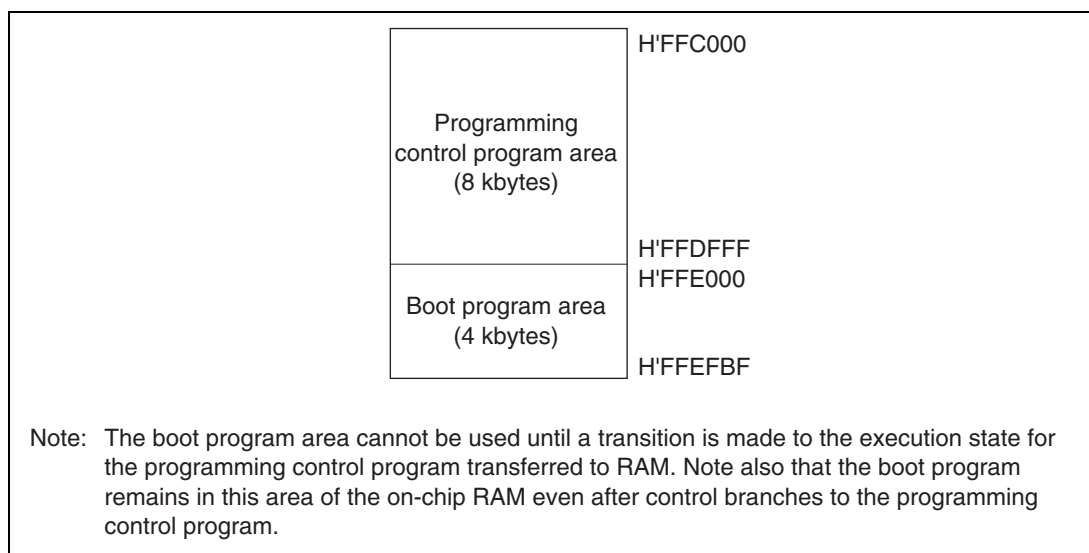 H'FFC000
Programming
control program area
(8 kbytes)
H'FFDFFF
H'FFE000
Boot program area
(4 kbytes)
H'FFEFBF
Note: The boot program area cannot be used until a transition is made to the execution state for
the programming control program transferred to RAM. Note also that the boot program
remains in this area of the on-chip RAM even after control branches to the programming
control program.